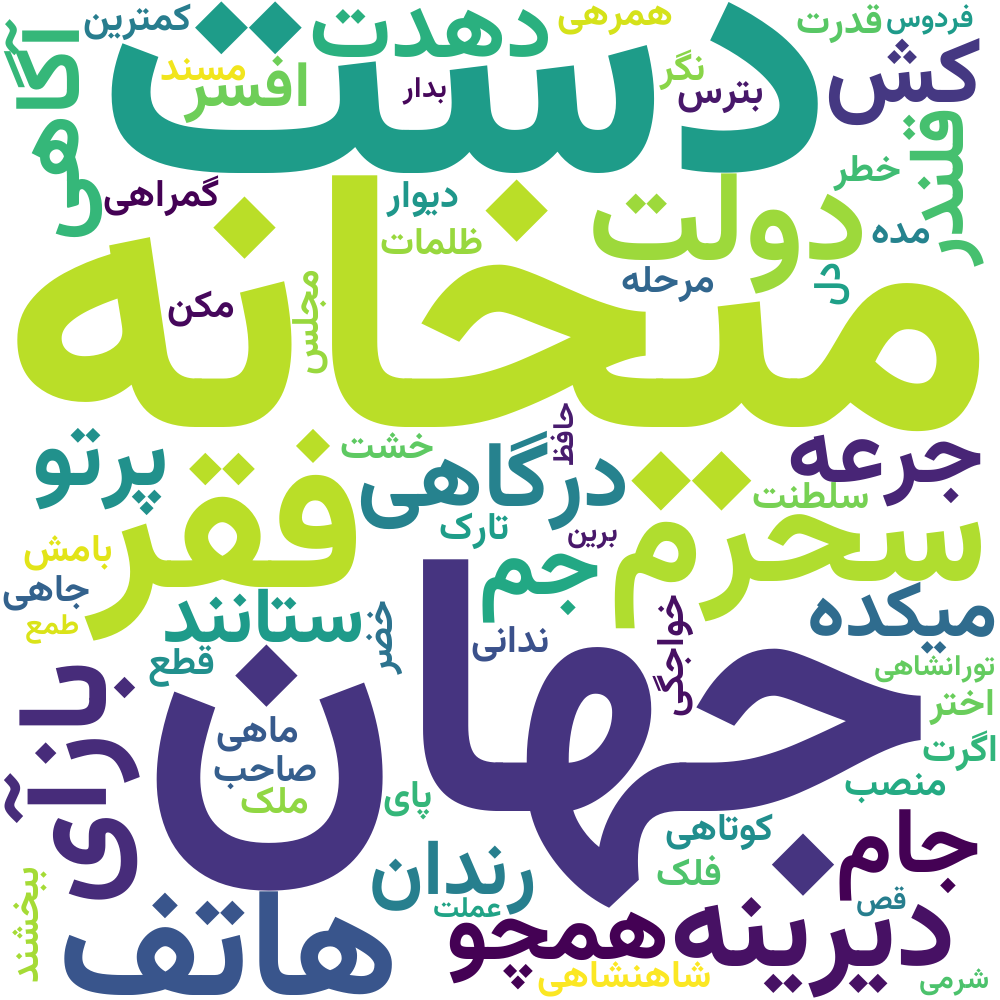 کمترین
دست
دهدت
همرهی
قدرت
فردوس
آگاهی
مسند
افسر
بدار
نگر
بترس
کش
قلندر
گمراهی
دیوار
ظلمات
دولت
خطر
مده
مرحله
دل
میخانه
مکن
مجلس
پرتو
خشت
حافظ
درگاهی
جرعه
سلطنت
سحرم
فقر
تارک
برین
بامش
جاهی
طمع
جم
میکده
ستانند
خضر
قطع
ندانی
خواجگی
تورانشاهی
اختر
اگرت
منصب
بازآی
جهان
ماهی
صاحب
ملک
پای
کوتاهی
فلک
جام
رندان
عملت
قص
ببخشند
هاتف
همچو
دیرینه
شاهنشاهی
شرمی